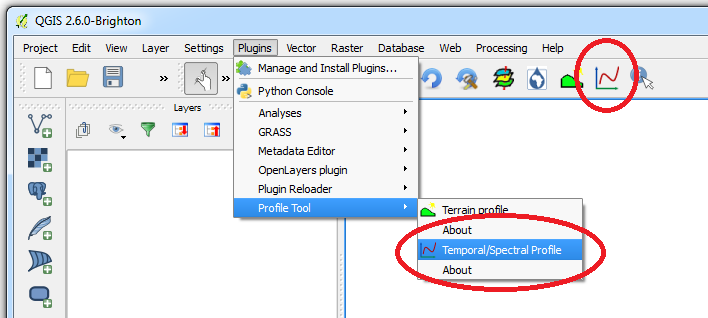 QGIS 2.6.0-Brighton
Project Edit View Layer Settings Plugins Vector Raster Database Web Processing Help
Manage and Install Plugins...
Python Console
Layers
Analyses
GRASS
Metadata Editor
OpenLayers plugin
Plugin Reloader
Profile Tool
Terrain profile
About
Temporal/Spectral Profile
About